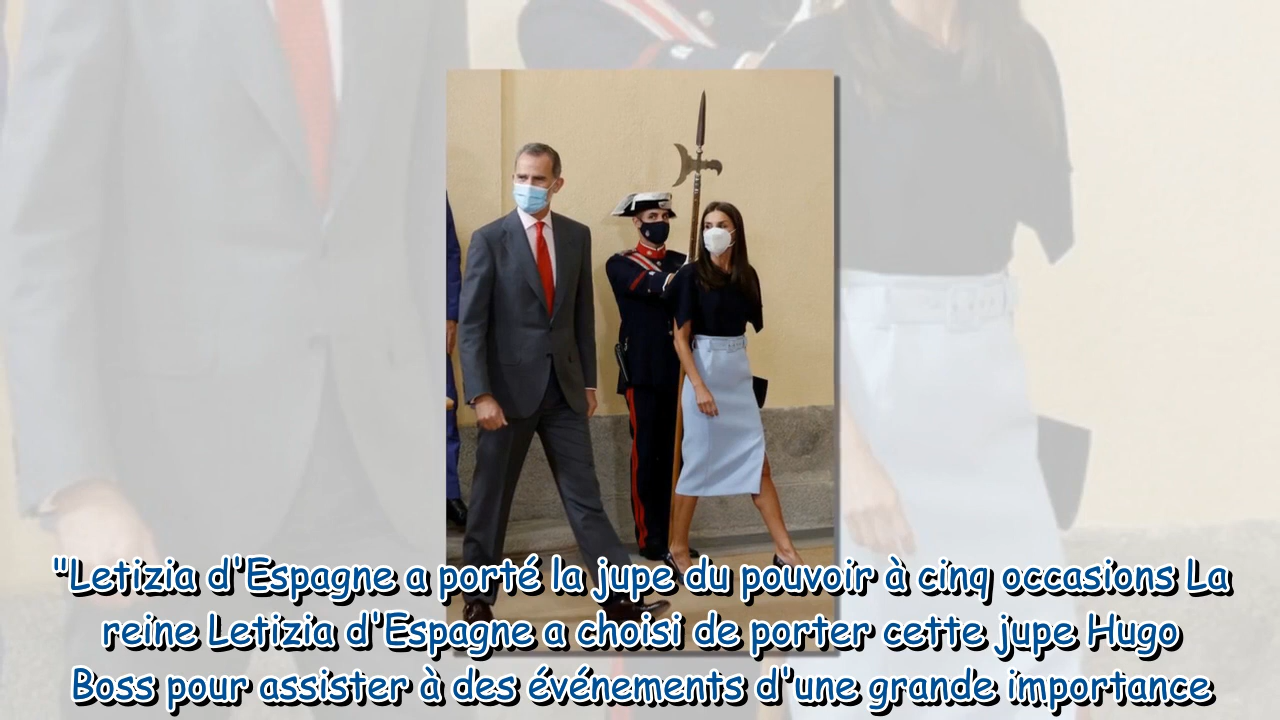 "Letizia d'Espagne a porté la jupe du pouvoir à cinq occasions La
reine Letizia d'Espagne a choisi de porter cette jupe Hugo
Boss pour assister à des événements d'une grande importance